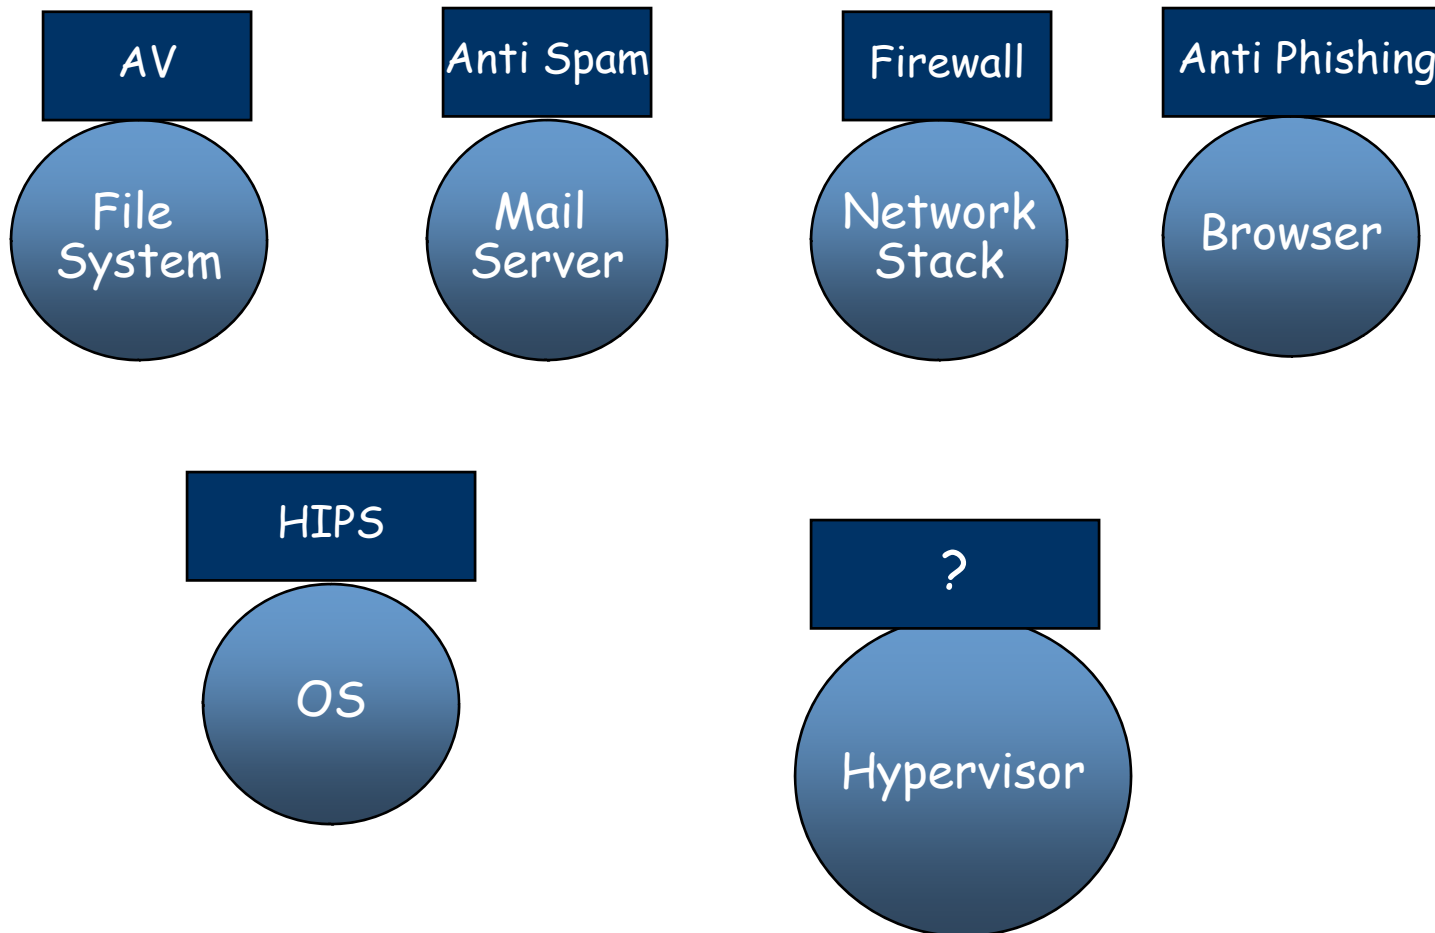 AV
Anti Spam
Firewall
Anti Phishing
File
System
Mail
Server
Network
Stack
Browser
HIPS
?
OS
Hypervisor